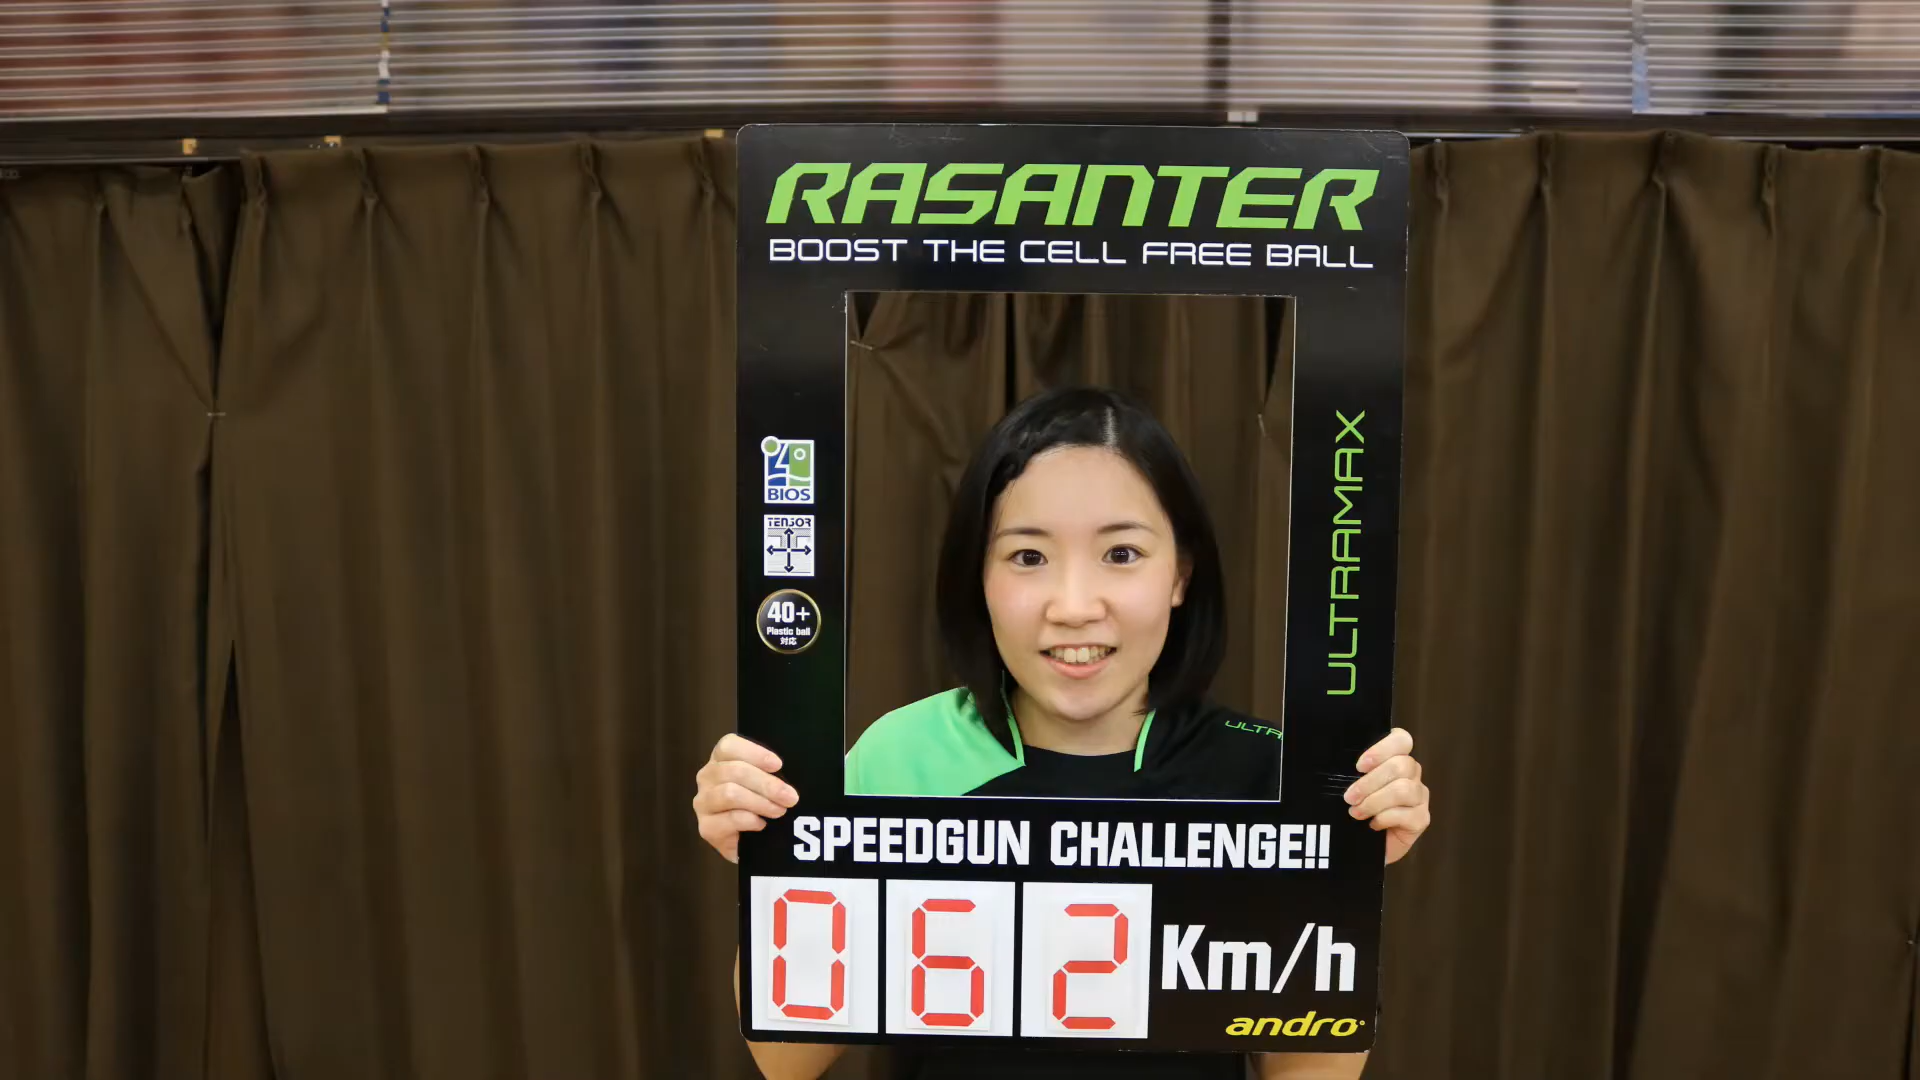 RASANTER
BOOST THE CELL FREE BALL
BIOS
TENSOR
40+
Plastic ball
対応
ULTRAMAX
ULTRA
SPEEDGUN CHALLENGE!!
062 Km/h
andro